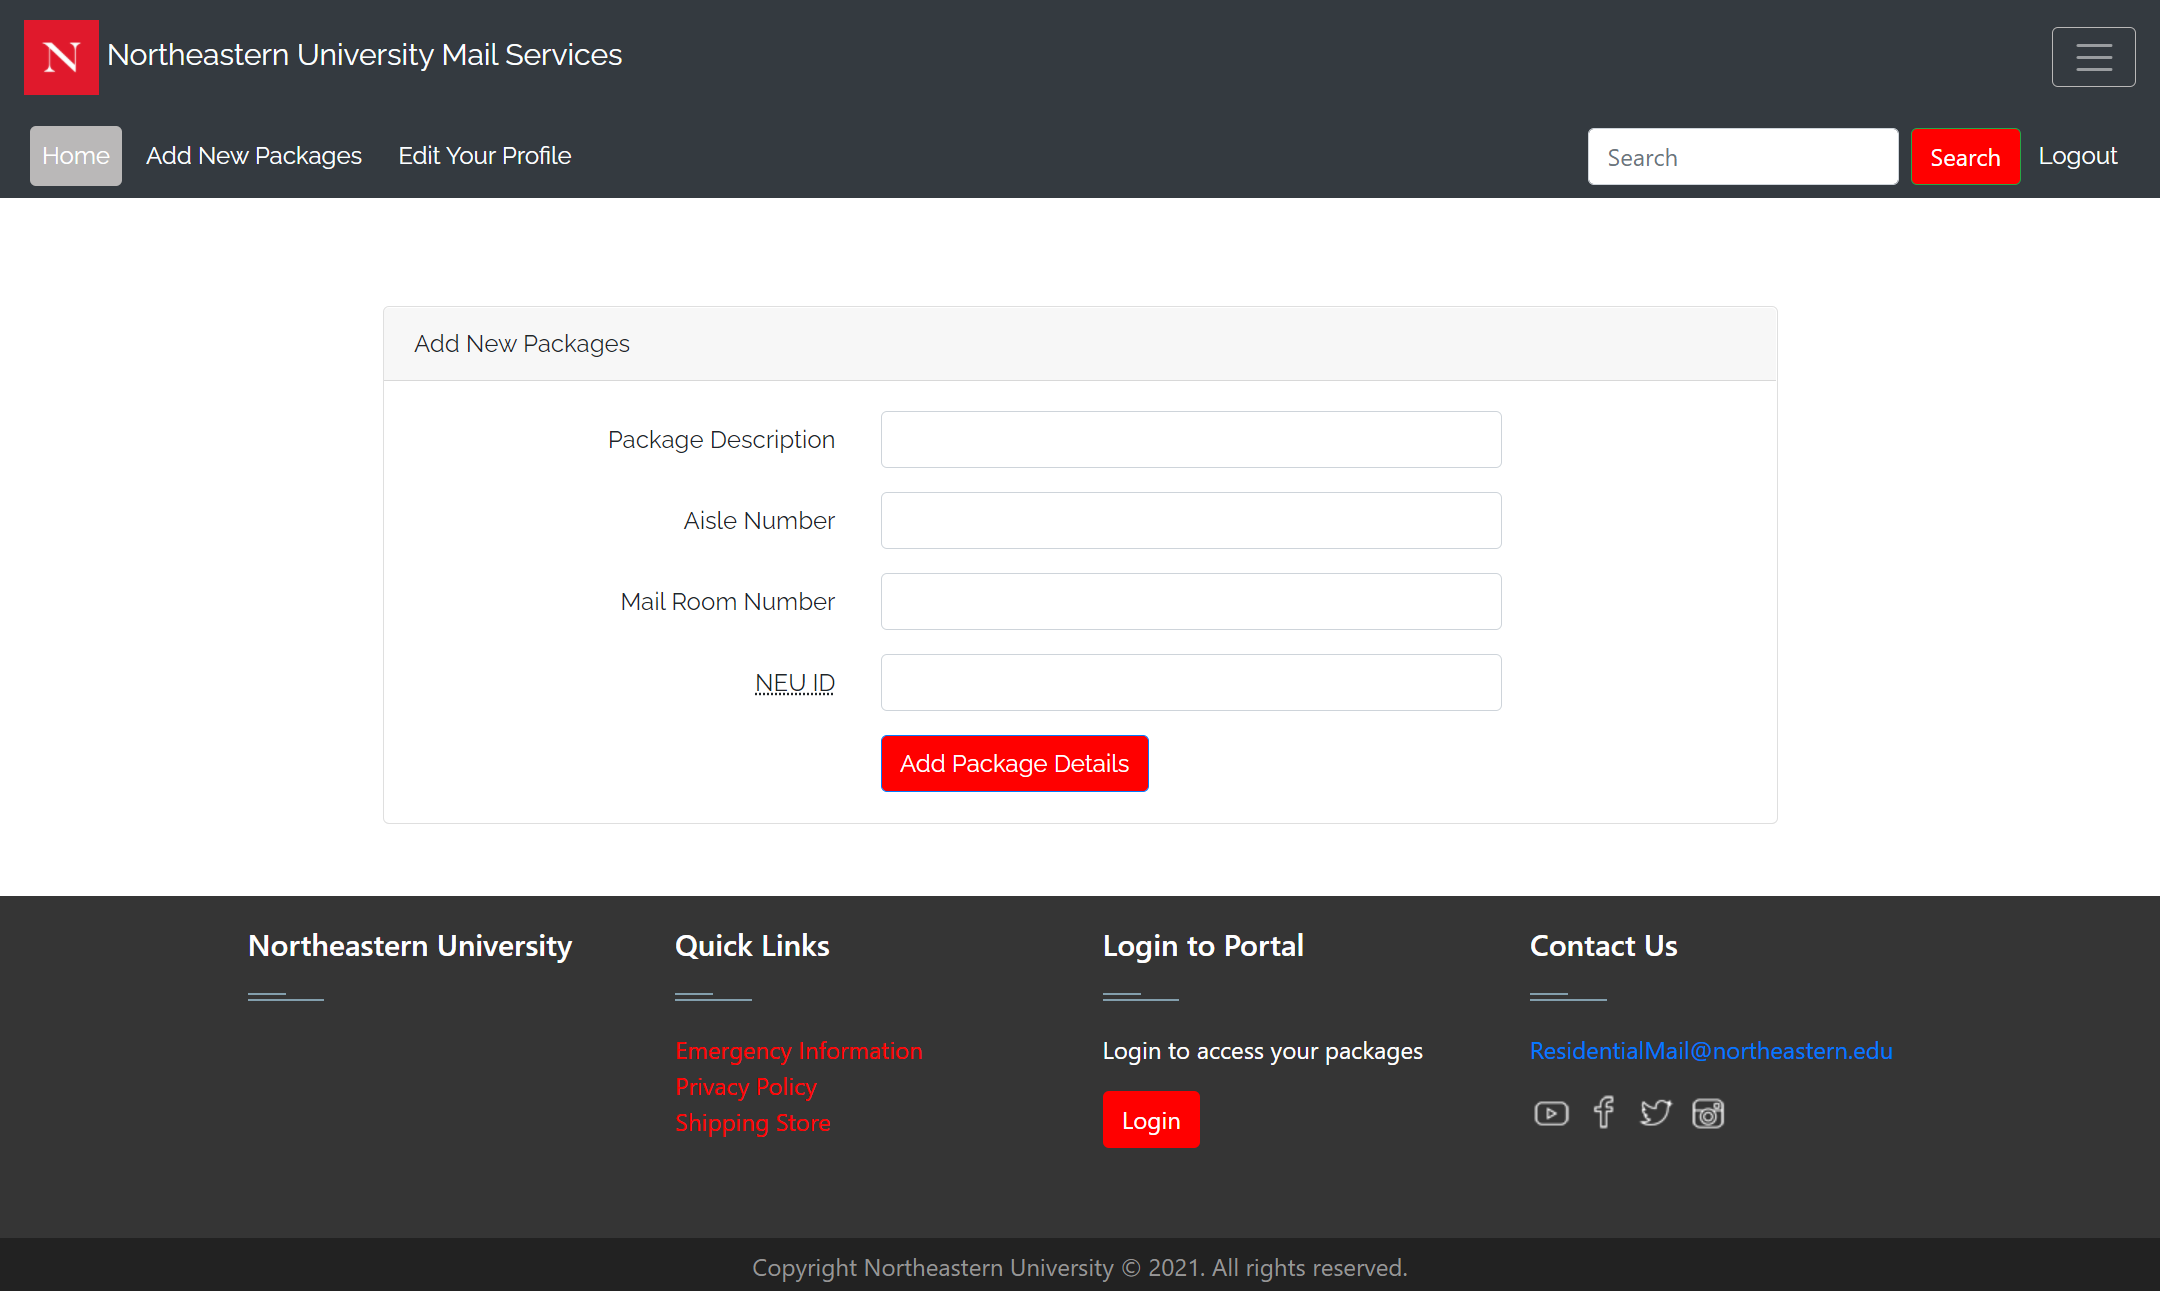 N Northeastern University Mail Services
Home Add New Packages Edit Your Profile Search Search Logout
Add New Packages
Package Description
Aisle Number
Mail Room Number
NEU ID
Add Package Details
Northeastern University
Quick Links
Emergency Information
Privacy Policy
Shipping Store
Login to Portal
Login to access your packages
Login
Contact Us
ResidentialMail@northeastern.edu
Copyright Northeastern University © 2021. All rights reserved.